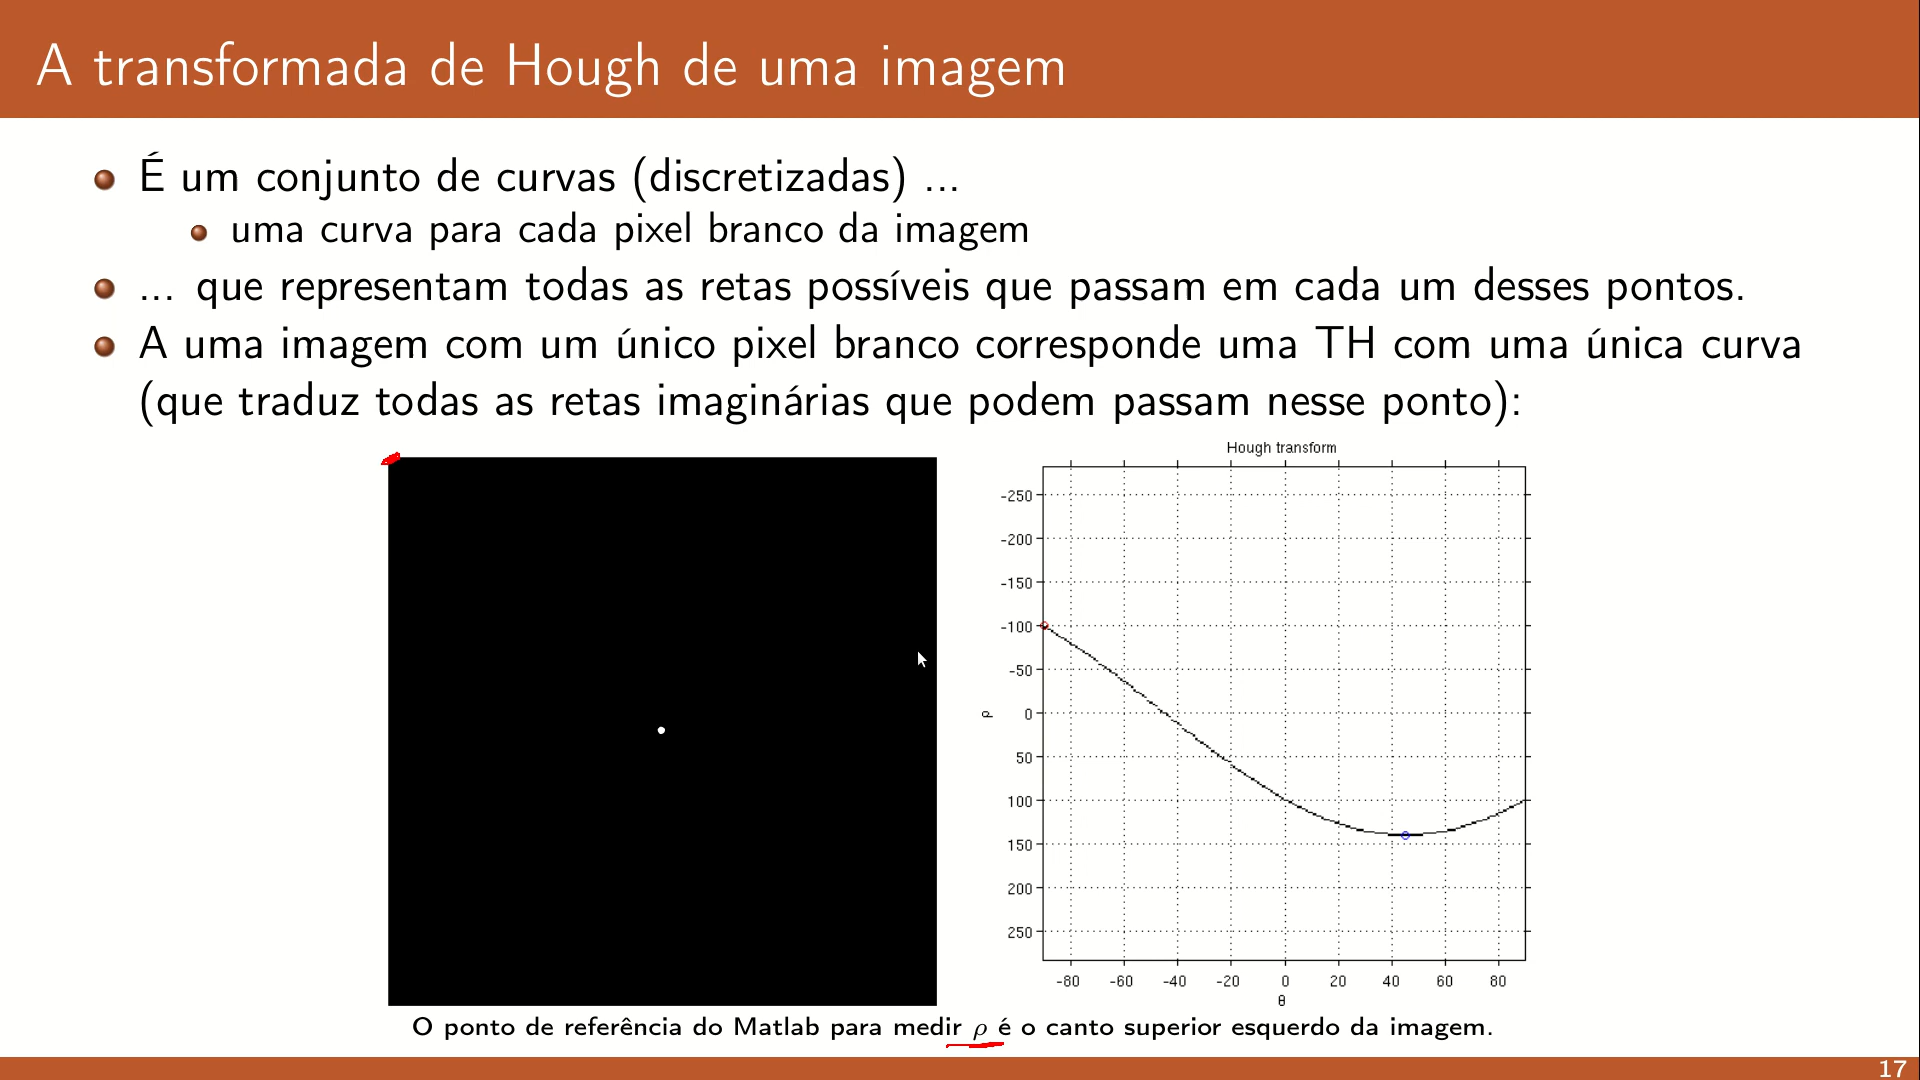 A transformada de Hough de uma imagem
É um conjunto de curvas (discretizadas) ...
uma curva para cada pixel branco da imagem
... que representam todas as retas possíveis que passam em cada um desses pontos.
A uma imagem com um único pixel branco corresponde uma TH com uma única curva
(que traduz todas as retas imaginárias que podem passam nesse ponto):
Hough transform
-250
-200
-150
-100
-50
0
50
100
150
200
250
ρ
-80 -60 -40 -20 0 20 40 60 80
θ
O ponto de referência do Matlab para medir ρ é o canto superior esquerdo da imagem.
17